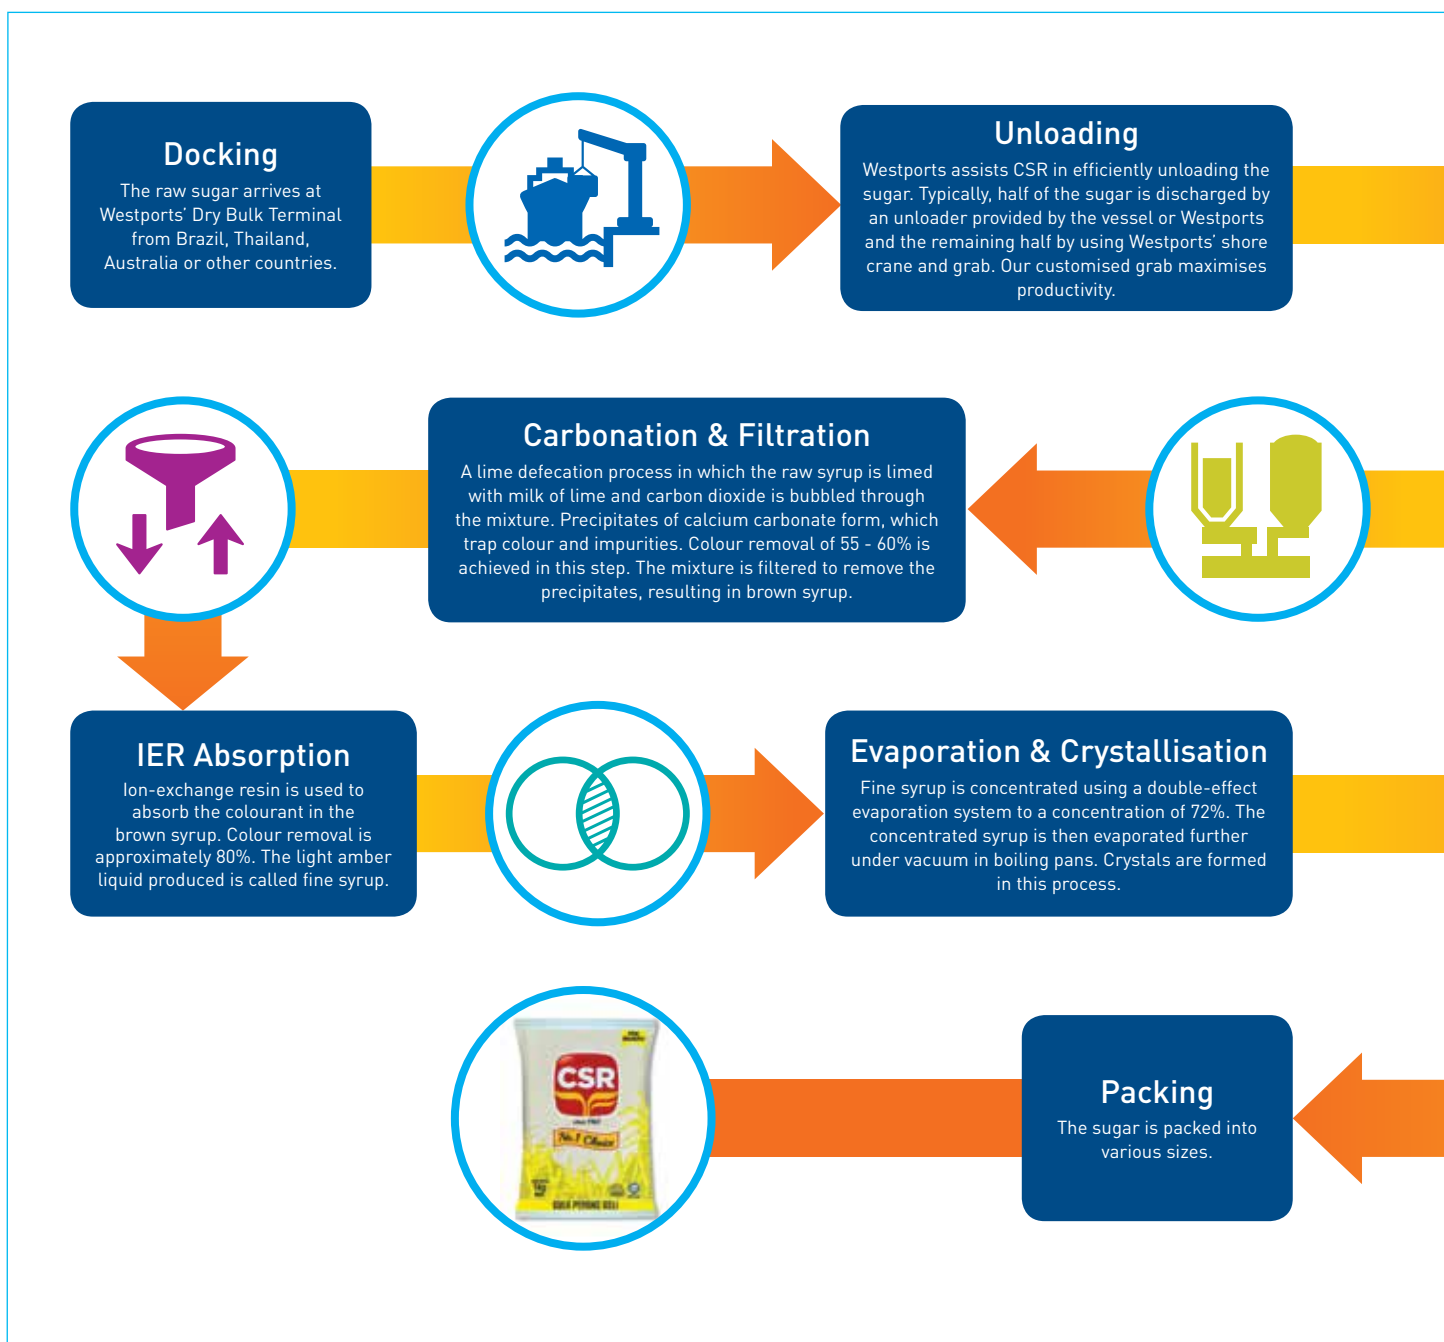 Docking
The raw sugar arrives at
Westports’ Dry Bulk Terminal
from Brazil, Thailand,
Australia or other countries.
Unloading
Westports assists CSR in efficiently unloading the
sugar. Typically, half of the sugar is discharged by
an unloader provided by the vessel or Westports
and the remaining half by using Westports’ shore
crane and grab. Our customised grab maximises
productivity.
Carbonation & Filtration
A lime defecation process in which the raw syrup is limed
with milk of lime and carbon dioxide is bubbled through
the mixture. Precipitates of calcium carbonate form, which
trap colour and impurities. Colour removal of 55 - 60% is
achieved in this step. The mixture is filtered to remove the
precipitates, resulting in brown syrup.
IER Absorption
Ion-exchange resin is used to
absorb the colourant in the
brown syrup. Colour removal is
approximately 80%. The light amber
liquid produced is called fine syrup.
Evaporation & Crystallisation
Fine syrup is concentrated using a double-effect
evaporation system to a concentration of 72%. The
concentrated syrup is then evaporated further
under vacuum in boiling pans. Crystals are formed
in this process.
CSR
No.1 Choice
Packing
The sugar is packed into
various sizes.